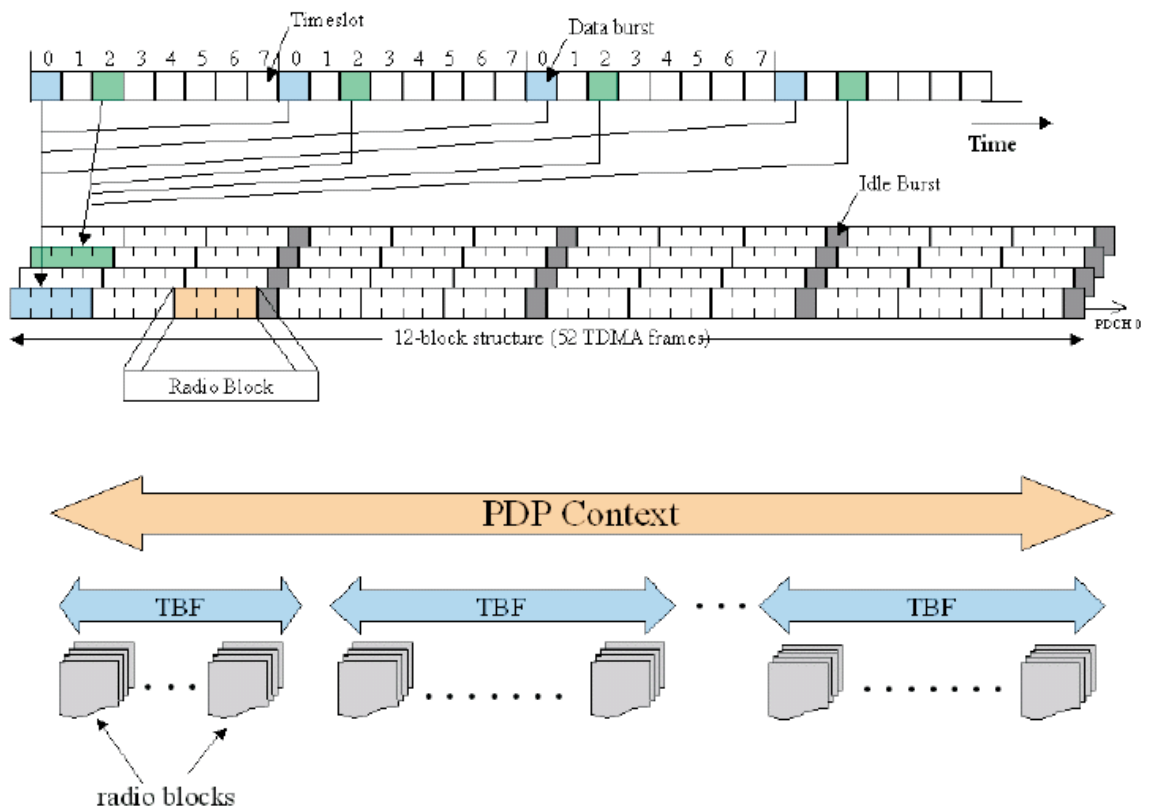 Timeslot
Data burst
0 1 2 3 4 5 6 7 0 1 2 3 4 5 6 7 0 1 2 3 4 5 6 7
Time
Idle Burst
PDCH 0
12-block structure (52 TDMA frames)
Radio Block
PDP Context
TBF TBF TBF
radio blocks